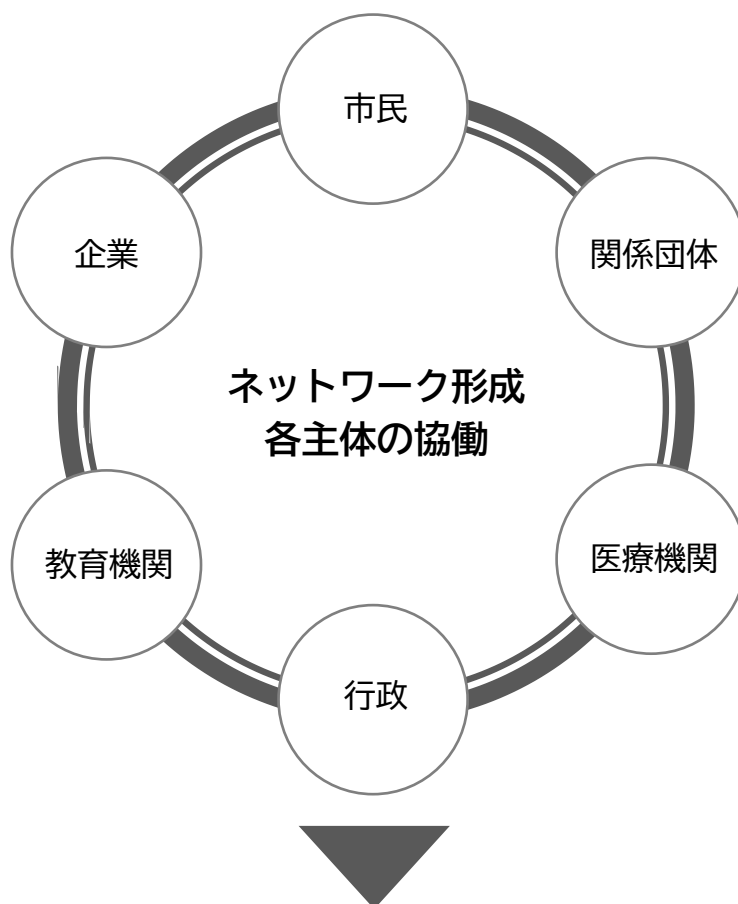 市民
企業
関係団体
ネットワーク形成
各主体の協働
教育機関
医療機関
行政